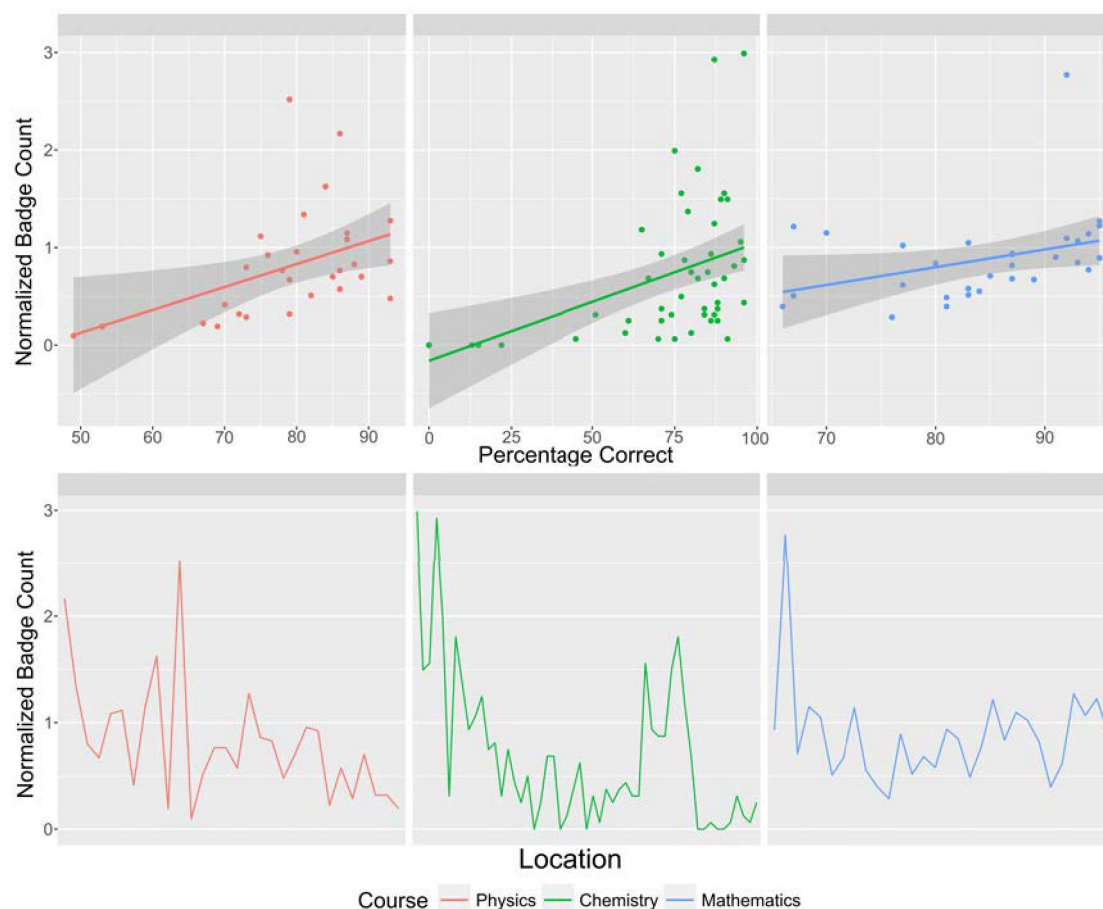 Normalized Badge Count
3
2
1
0
50 60 70 80 90
0 25 50 75 100
70 80 90
Percentage Correct
Normalized Badge Count
3
2
1
0
Location
Course Physics Chemistry Mathematics